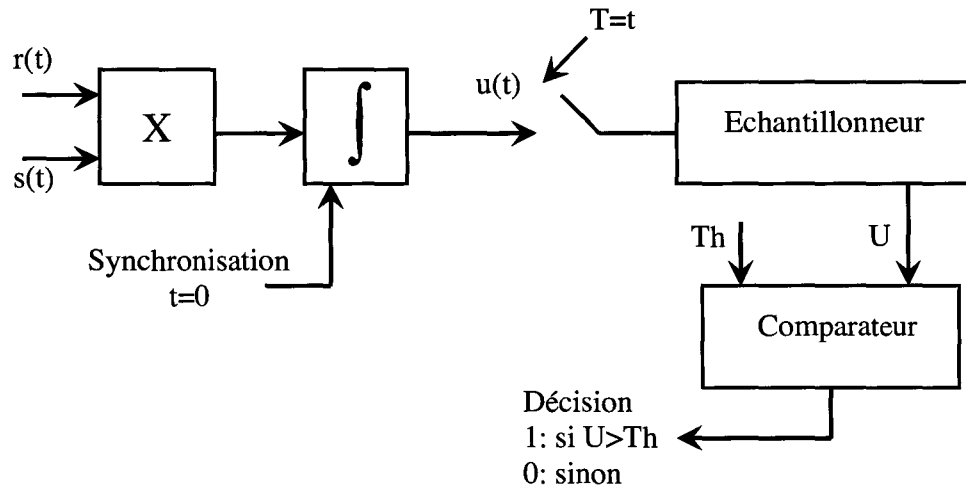 T=t
r(t)
u(t)
X
∫
Echantillonneur
s(t)
Th
U
Synchronisation
t=0
Comparateur
Décision
1: si U>Th
0: sinon